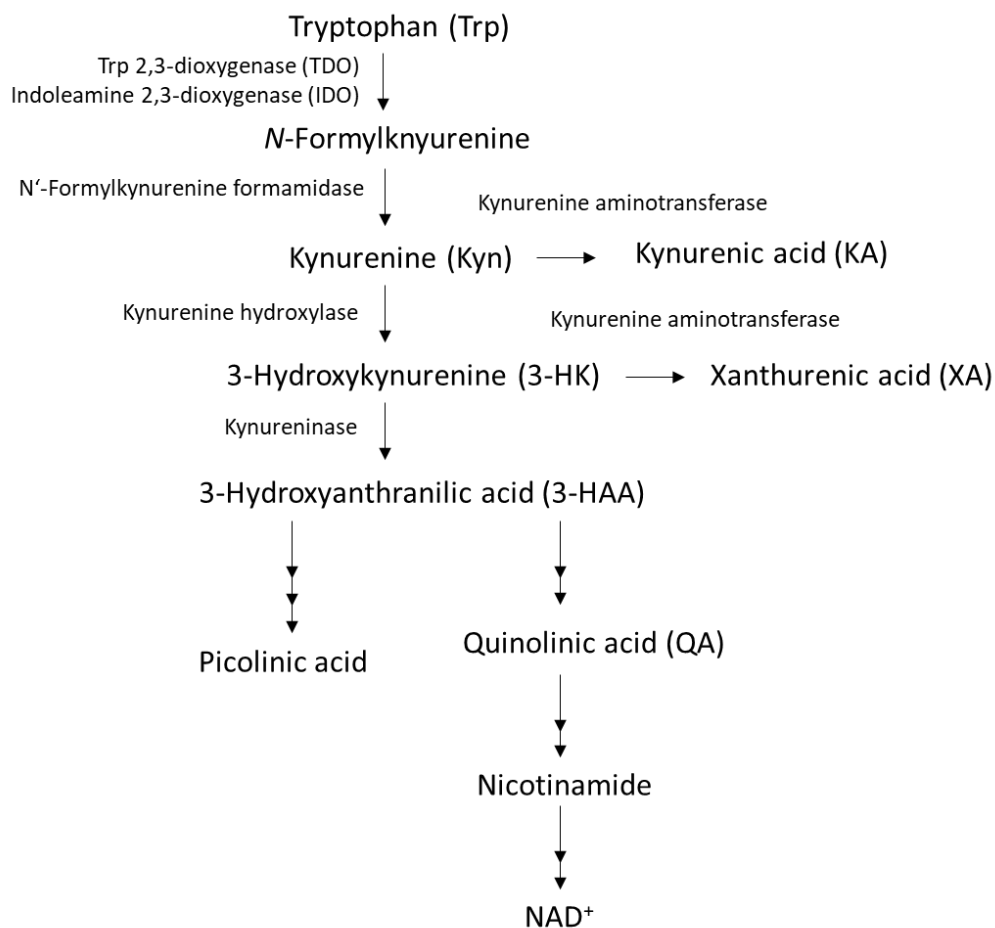 Tryptophan (Trp)
Trp 2,3-dioxygenase (TDO)
Indoleamine 2,3-dioxygenase (IDO)
N-Formylknyurenine
N‘-Formylkynurenine formamidase
Kynurenine aminotransferase
Kynurenine (Kyn)
Kynurenic acid (KA)
Kynurenine hydroxylase
Kynurenine aminotransferase
3-Hydroxykynurenine (3-HK)
Xanthurenic acid (XA)
Kynureninase
3-Hydroxyanthranilic acid (3-HAA)
Quinolinic acid (QA)
Picolinic acid
Nicotinamide
NAD⁺